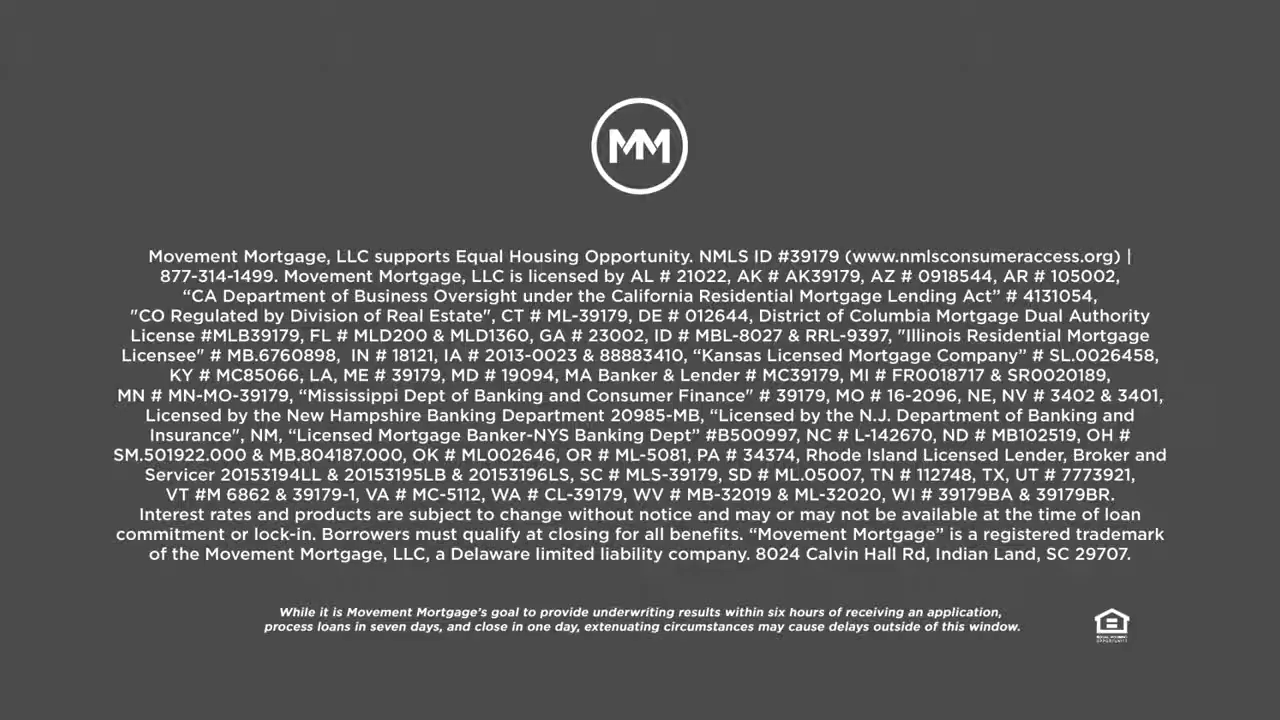 MM
Movement Mortgage, LLC supports Equal Housing Opportunity. NMLS ID #39179 (www.nmlsconsumeraccess.org) |
877-314-1499. Movement Mortgage, LLC is licensed by AL # 21022, AK # AK39179, AZ # 0918544, AR # 105002,
“CA Department of Business Oversight under the California Residential Mortgage Lending Act” # 4131054,
"CO Regulated by Division of Real Estate", CT # ML-39179, DE # 012644, District of Columbia Mortgage Dual Authority
License #MLB39179, FL # MLD200 & MLD1360, GA # 23002, ID # MBL-8027 & RRL-9397, "Illinois Residential Mortgage
Licensee" # MB.6760898, IN # 18121, IA # 2013-0023 & 88883410, “Kansas Licensed Mortgage Company” # SL.0026458,
KY # MC85066, LA, ME # 39179, MD # 19094, MA Banker & Lender # MC39179, MI # FR0018717 & SR0020189,
MN # MN-MO-39179, “Mississippi Dept of Banking and Consumer Finance" # 39179, MO # 16-2096, NE, NV # 3402 & 3401,
Licensed by the New Hampshire Banking Department 20985-MB, “Licensed by the N.J. Department of Banking and
Insurance", NM, “Licensed Mortgage Banker-NYS Banking Dept” #B500997, NC # L-142670, ND # MB102519, OH #
SM.501922.000 & MB.804187.000, OK # ML002646, OR # ML-5081, PA # 34374, Rhode Island Licensed Lender, Broker and
Servicer 20153194LL & 20153195LB & 20153196LS, SC # MLS-39179, SD # ML.05007, TN # 112748, TX, UT # 7773921,
VT #M 6862 & 39179-1, VA # MC-5112, WA # CL-39179, WV # MB-32019 & ML-32020, WI # 39179BA & 39179BR.
Interest rates and products are subject to change without notice and may or may not be available at the time of loan
commitment or lock-in. Borrowers must qualify at closing for all benefits. “Movement Mortgage” is a registered trademark
of the Movement Mortgage, LLC, a Delaware limited liability company. 8024 Calvin Hall Rd, Indian Land, SC 29707.
While it is Movement Mortgage’s goal to provide underwriting results within six hours of receiving an application,
process loans in seven days, and close in one day, extenuating circumstances may cause delays outside of this window.
EQUAL HOUSING
OPPORTUNITY